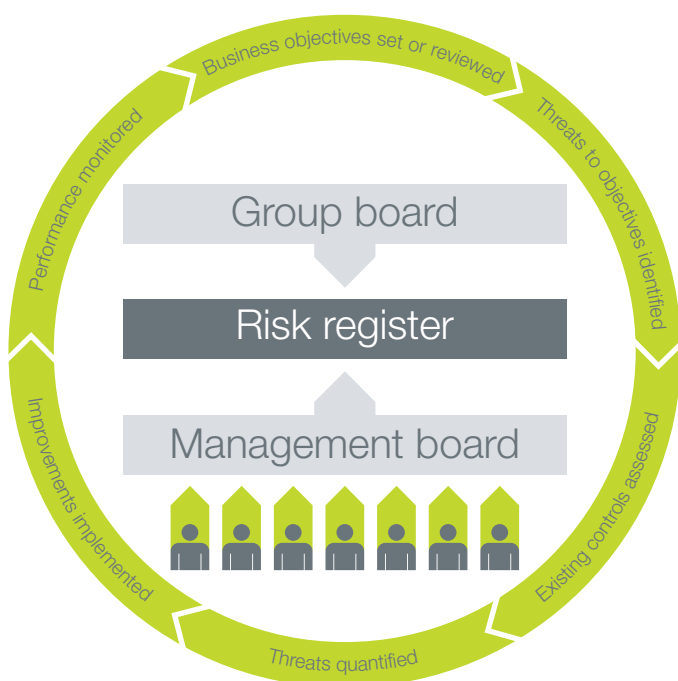 Business objectives set or reviewed
Threats to objectives identified
Existing controls assessed
Threats quantified
Improvements implemented
Performance monitored
Group board
Risk register
Management board